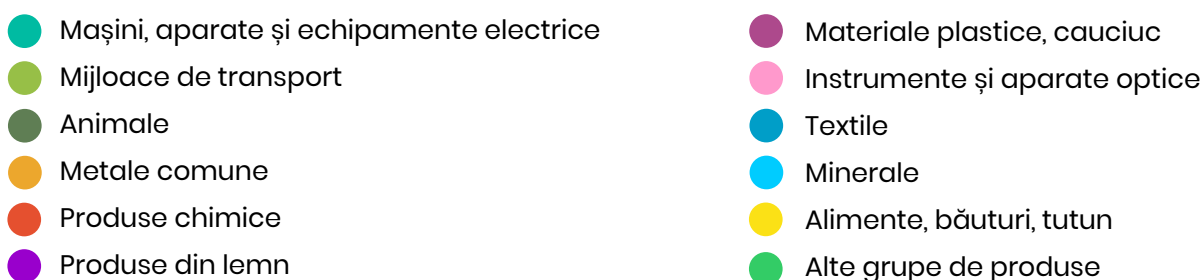 Mașini, aparate și echipamente electrice
Mijloace de transport
Animale
Metale comune
Produse chimice
Produse din lemn
Materiale plastice, cauciuc
Instrumente și aparate optice
Textile
Minerale
Alimente, băuturi, tutun
Alte grupe de produse